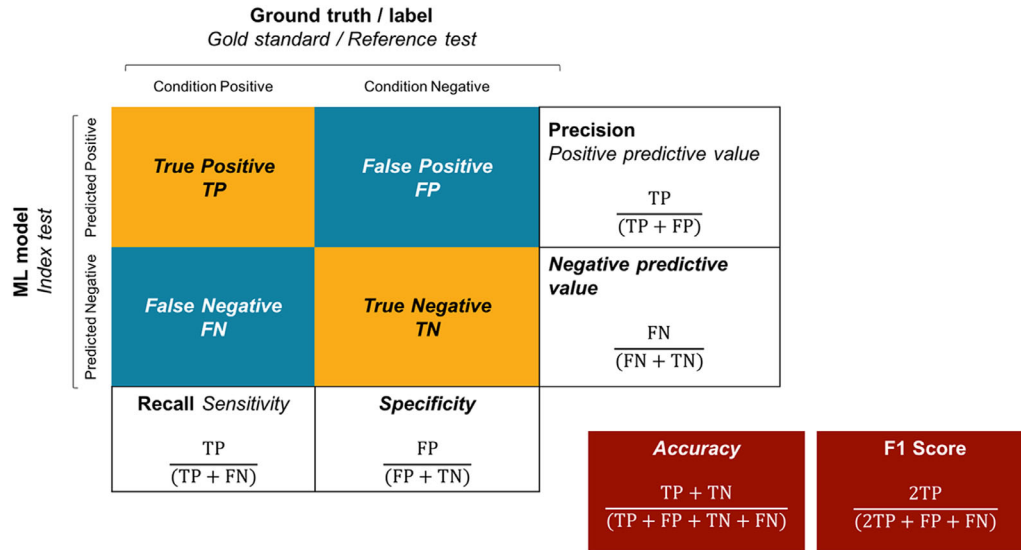 Ground truth / label
Gold standard / Reference test
Condition Positive
Condition Negative
ML model
Index test
Predicted Positive
Predicted Negative
True Positive
TP
False Positive
FP
Precision
Positive predictive value
TP
(TP + FP)
False Negative
FN
True Negative
TN
Negative predictive
value
FN
(FN + TN)
Recall Sensitivity
TP
(TP + FN)
Specificity
FP
(FP + TN)
Accuracy
TP + TN
(TP + FP + TN + FN)
F1 Score
2TP
(2TP + FP + FN)